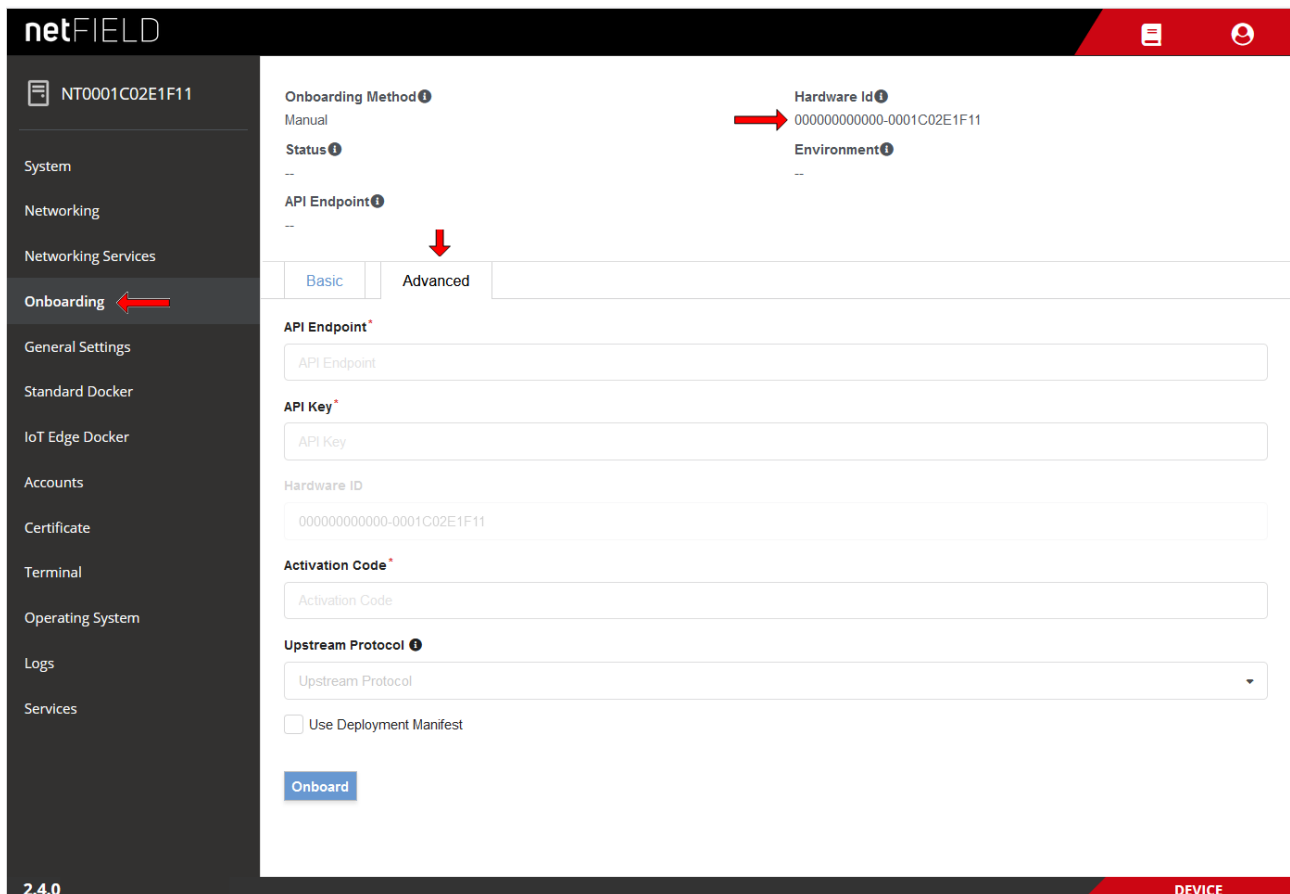 netFIELD
NT0001C02E1F11
System
Networking
Networking Services
Onboarding
General Settings
Standard Docker
IoT Edge Docker
Accounts
Certificate
Terminal
Operating System
Logs
Services
2.4.0
Onboarding Method
Manual
Hardware Id
000000000000-0001C02E1F11
Status
--
Environment
--
API Endpoint
--
Basic
Advanced
API Endpoint*
API Endpoint
API Key*
API Key
Hardware ID
000000000000-0001C02E1F11
Activation Code*
Activation Code
Upstream Protocol
Upstream Protocol
Use Deployment Manifest
Onboard
DEVICE